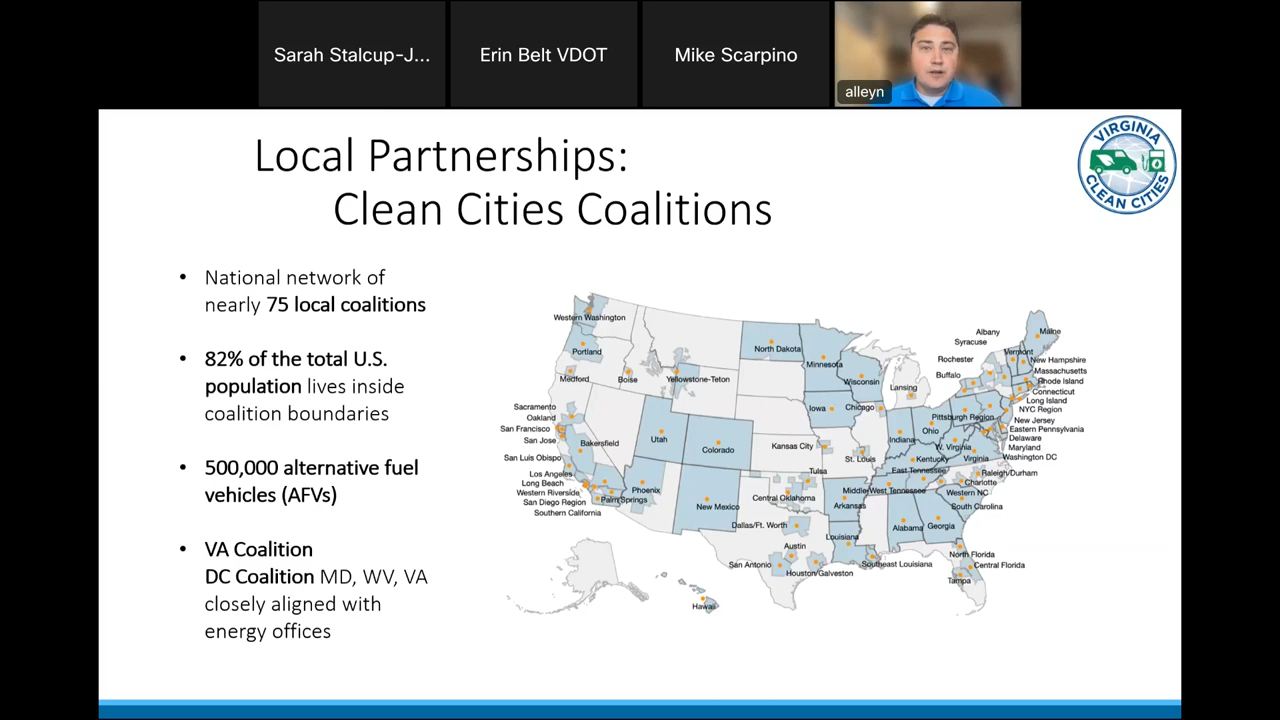 Sarah Stalcup-J...
Erin Belt VDOT
Mike Scarpino
alleyn
Local Partnerships:
Clean Cities Coalitions
VIRGINIA
CLEAN CITIES
• National network of
nearly 75 local coalitions
• 82% of the total U.S.
population lives inside
coalition boundaries
• 500,000 alternative fuel
vehicles (AFVs)
• VA Coalition
DC Coalition MD, WV, VA
closely aligned with
energy offices
Western Washington
Portland
Medford
Boise
Yellowstone-Teton
North Dakota
Minnesota
Wisconsin
Lansing
Iowa
Chicago
Albany
Syracuse
Rochester
Buffalo
Maine
Vermont
New Hampshire
Massachusetts
Rhode Island
Connecticut
Long Island
NYC Region
New Jersey
Eastern Pennsylvania
Delaware
Maryland
Washington DC
Pittsburgh Region
Ohio
Indiana
W. Virginia
Virginia
Kentucky
East Tennessee
Middle-West Tennessee
Raleigh/Durham
Charlotte
Western NC
South Carolina
Sacramento
Oakland
San Francisco
San Jose
Bakersfield
San Luis Obispo
Los Angeles
Long Beach
Western Riverside
San Diego Region
Southern California
Palm Springs
Phoenix
Utah
Colorado
New Mexico
Kansas City
St. Louis
Tulsa
Central Oklahoma
Arkansas
Dallas/Ft. Worth
Louisiana
Alabama
Georgia
Austin
San Antonio
Houston/Galveston
Southeast Louisiana
North Florida
Central Florida
Tampa
Hawaii